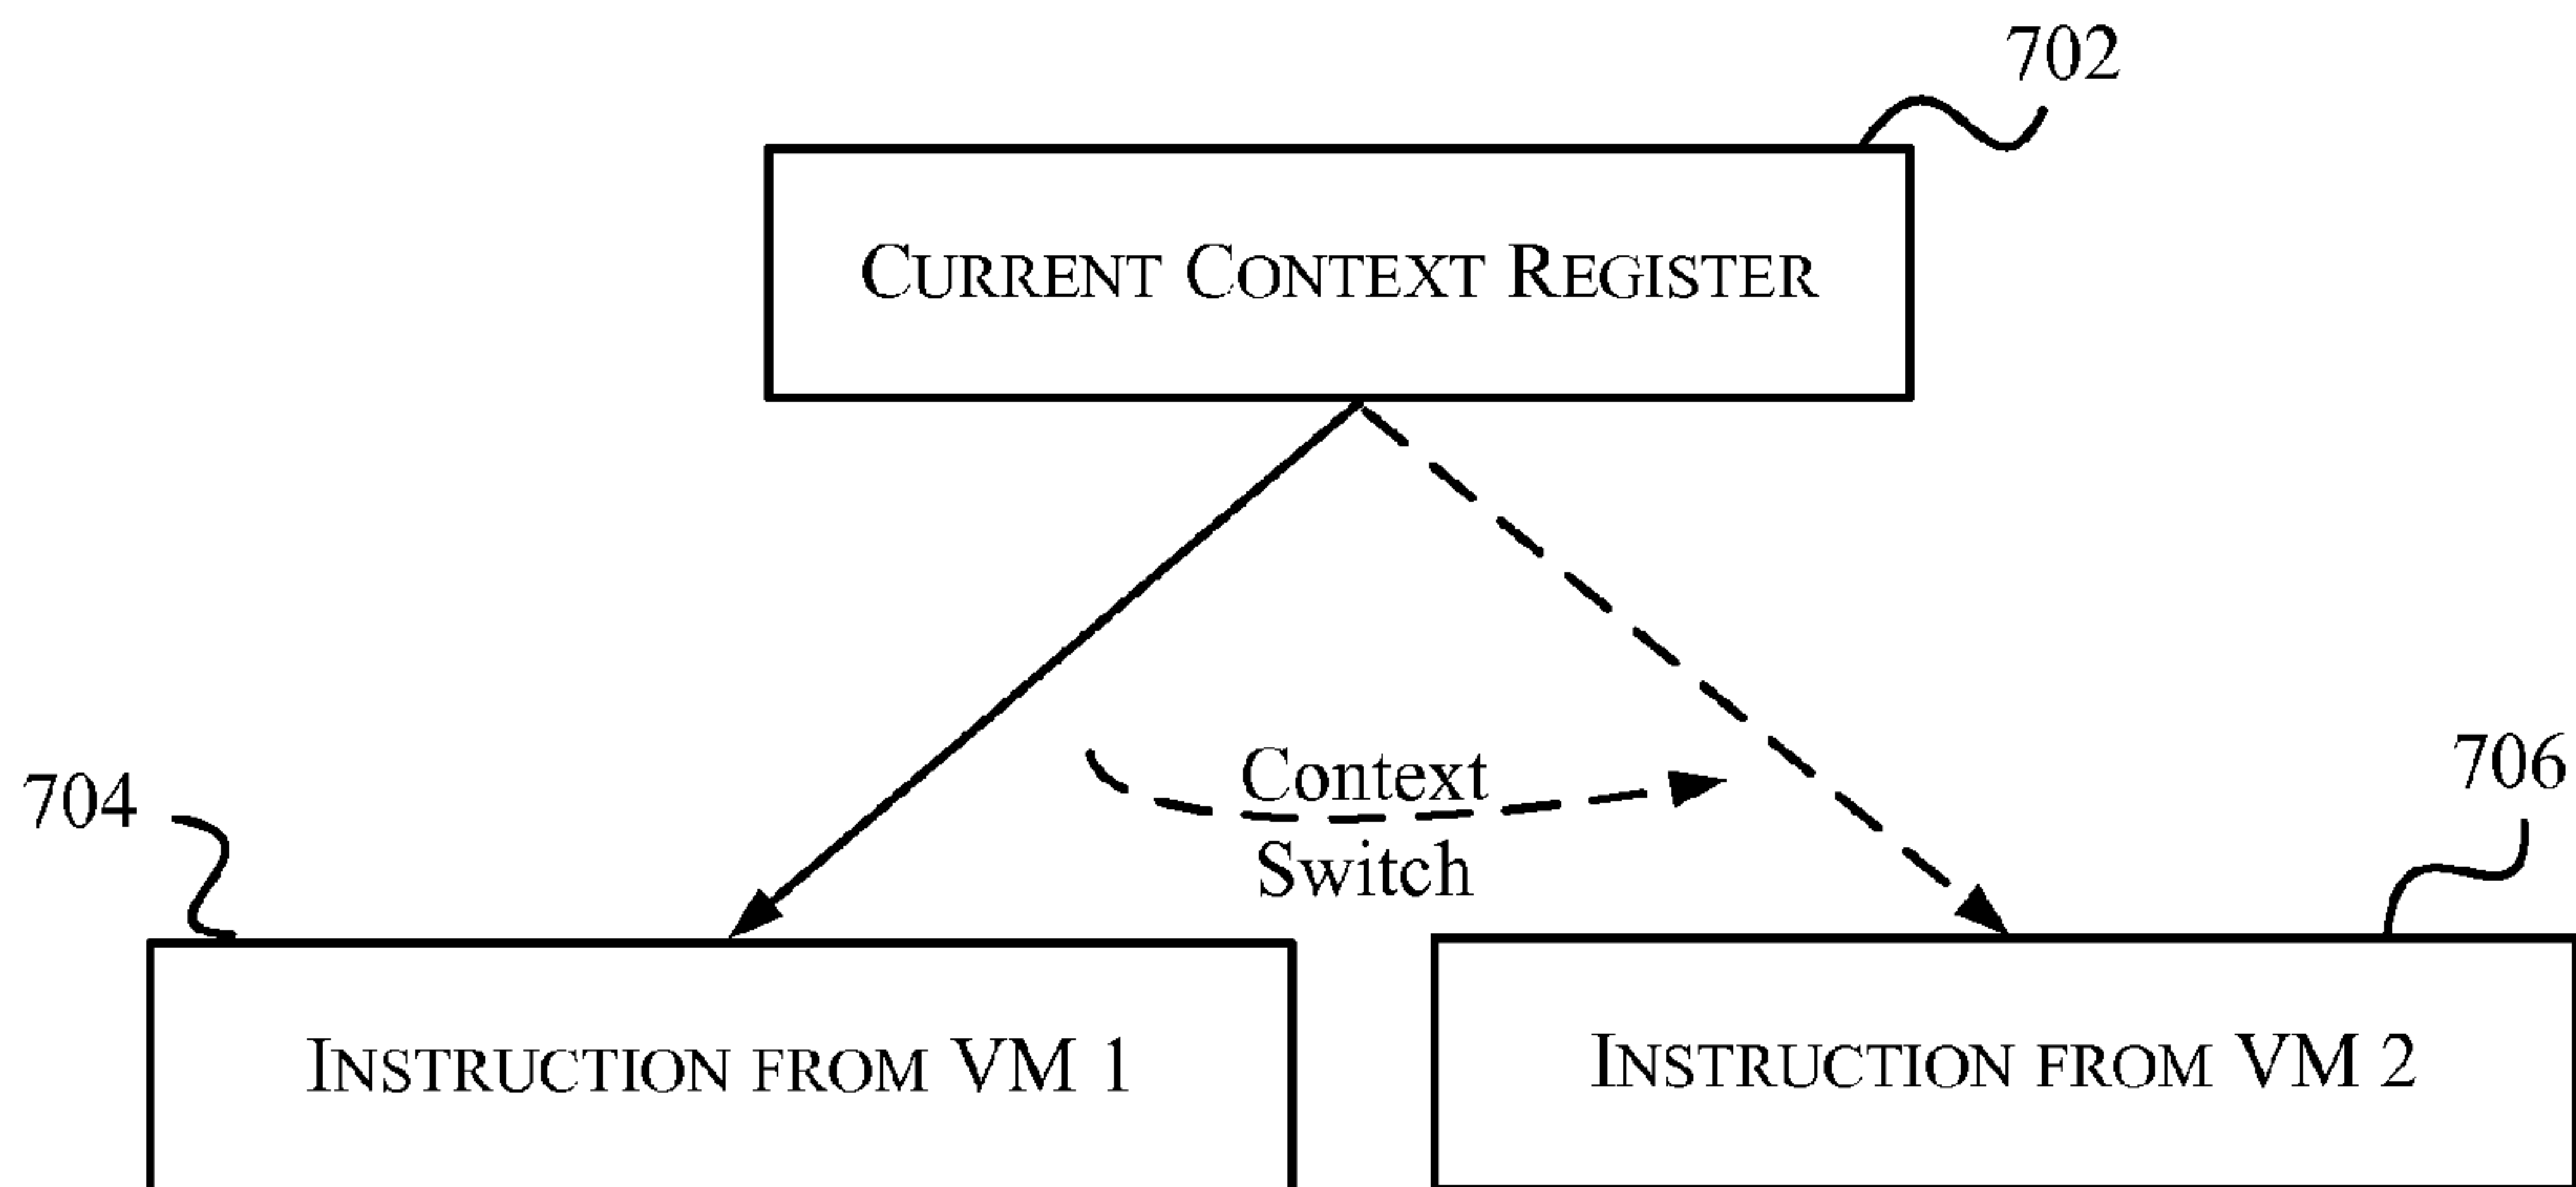 702
CURRENT CONTEXT REGISTER
704
Context
Switch
706
INSTRUCTION FROM VM 1
INSTRUCTION FROM VM 2